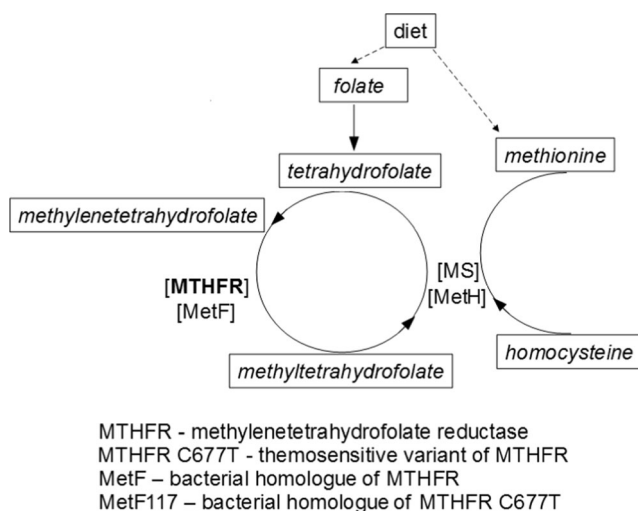 diet
folate
tetrahydrofolate
methionine
methylenetetrahydrofolate
[MTHFR]
[MetF]
[MS]
[MetH]
methyltetrahydrofolate
homocysteine
MTHFR - methylenetetrahydrofolate reductase
MTHFR C677T - themosensitive variant of MTHFR
MetF – bacterial homologue of MTHFR
MetF117 – bacterial homologue of MTHFR C677T